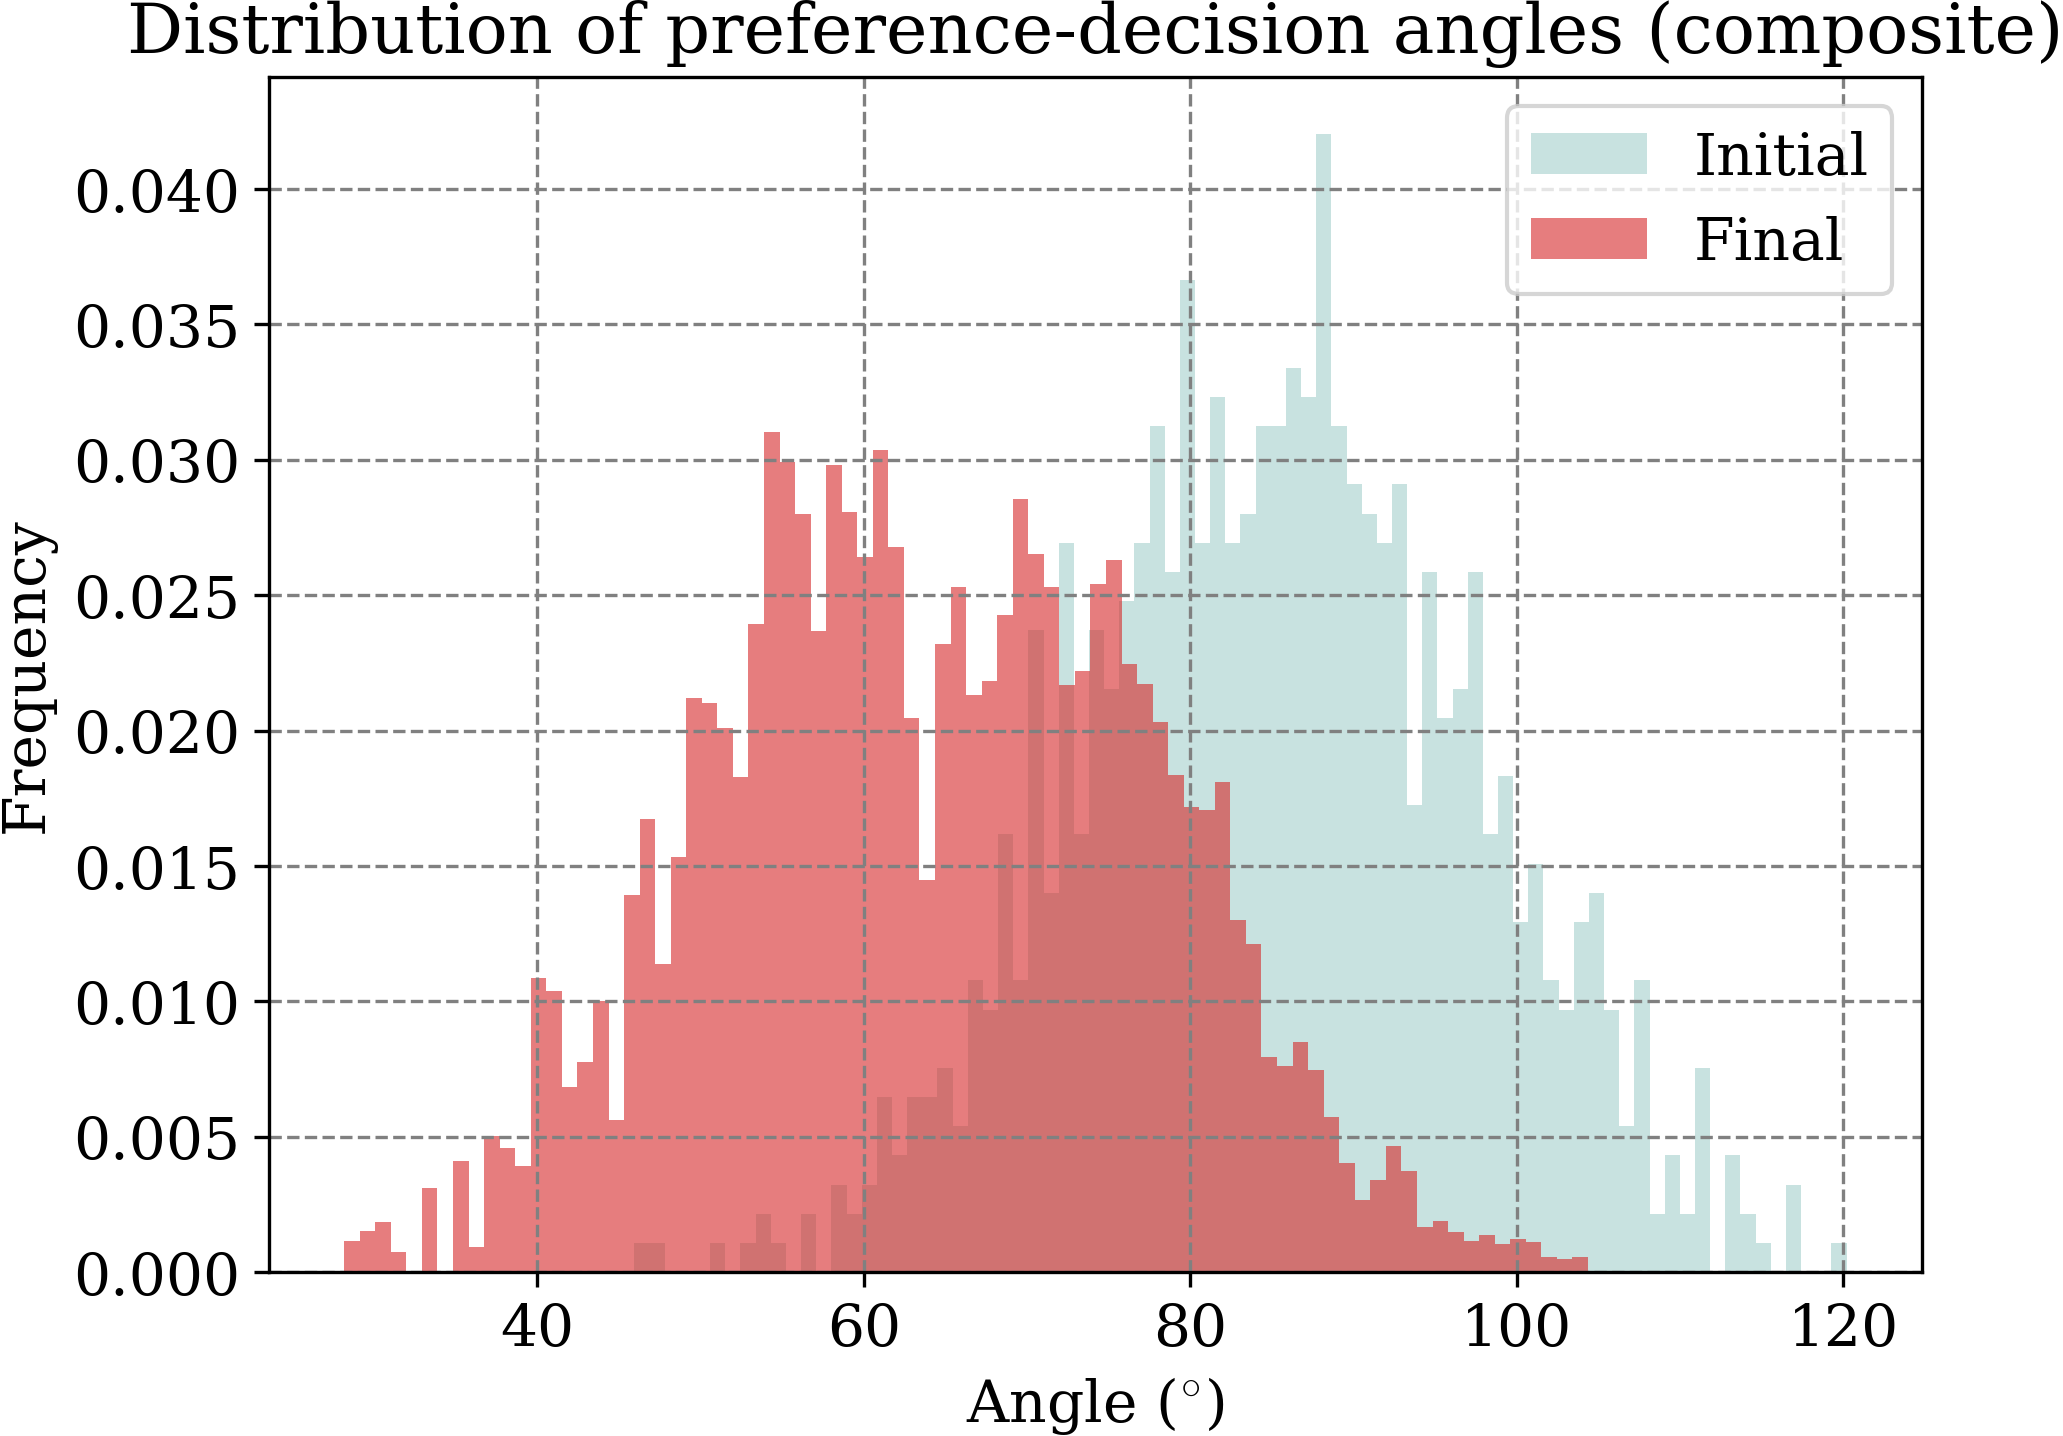 Distribution of preference-decision angles (composite)
Initial
Final
0.040
0.035
0.030
0.025
0.020
0.015
0.010
0.005
0.000
Frequency
40 60 80 100 120
Angle (°)